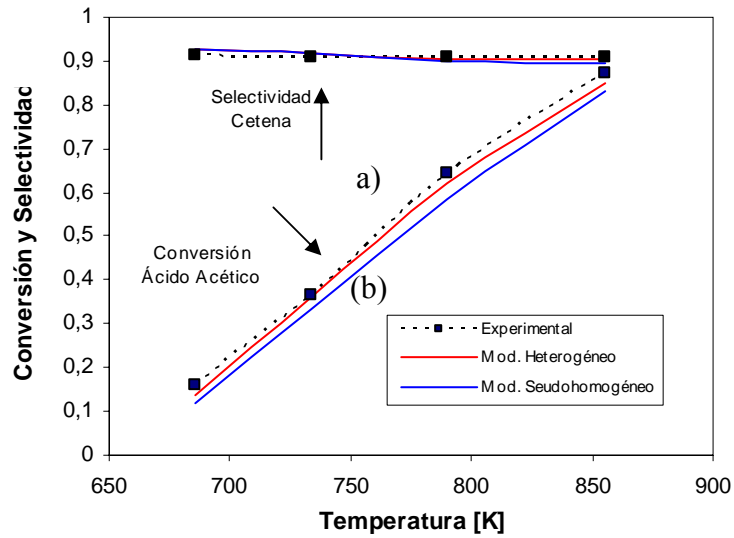 Conversión y Selectividad
1
0,9
0,8
0,7
0,6
0,5
0,4
0,3
0,2
0,1
0
Selectividad
Cetena
a)
Conversión
Ácido Acético
(b)
Experimental
Mod. Heterogéneo
Mod. Seudohomogéneo
650
700
750
800
850
900
Temperatura [K]